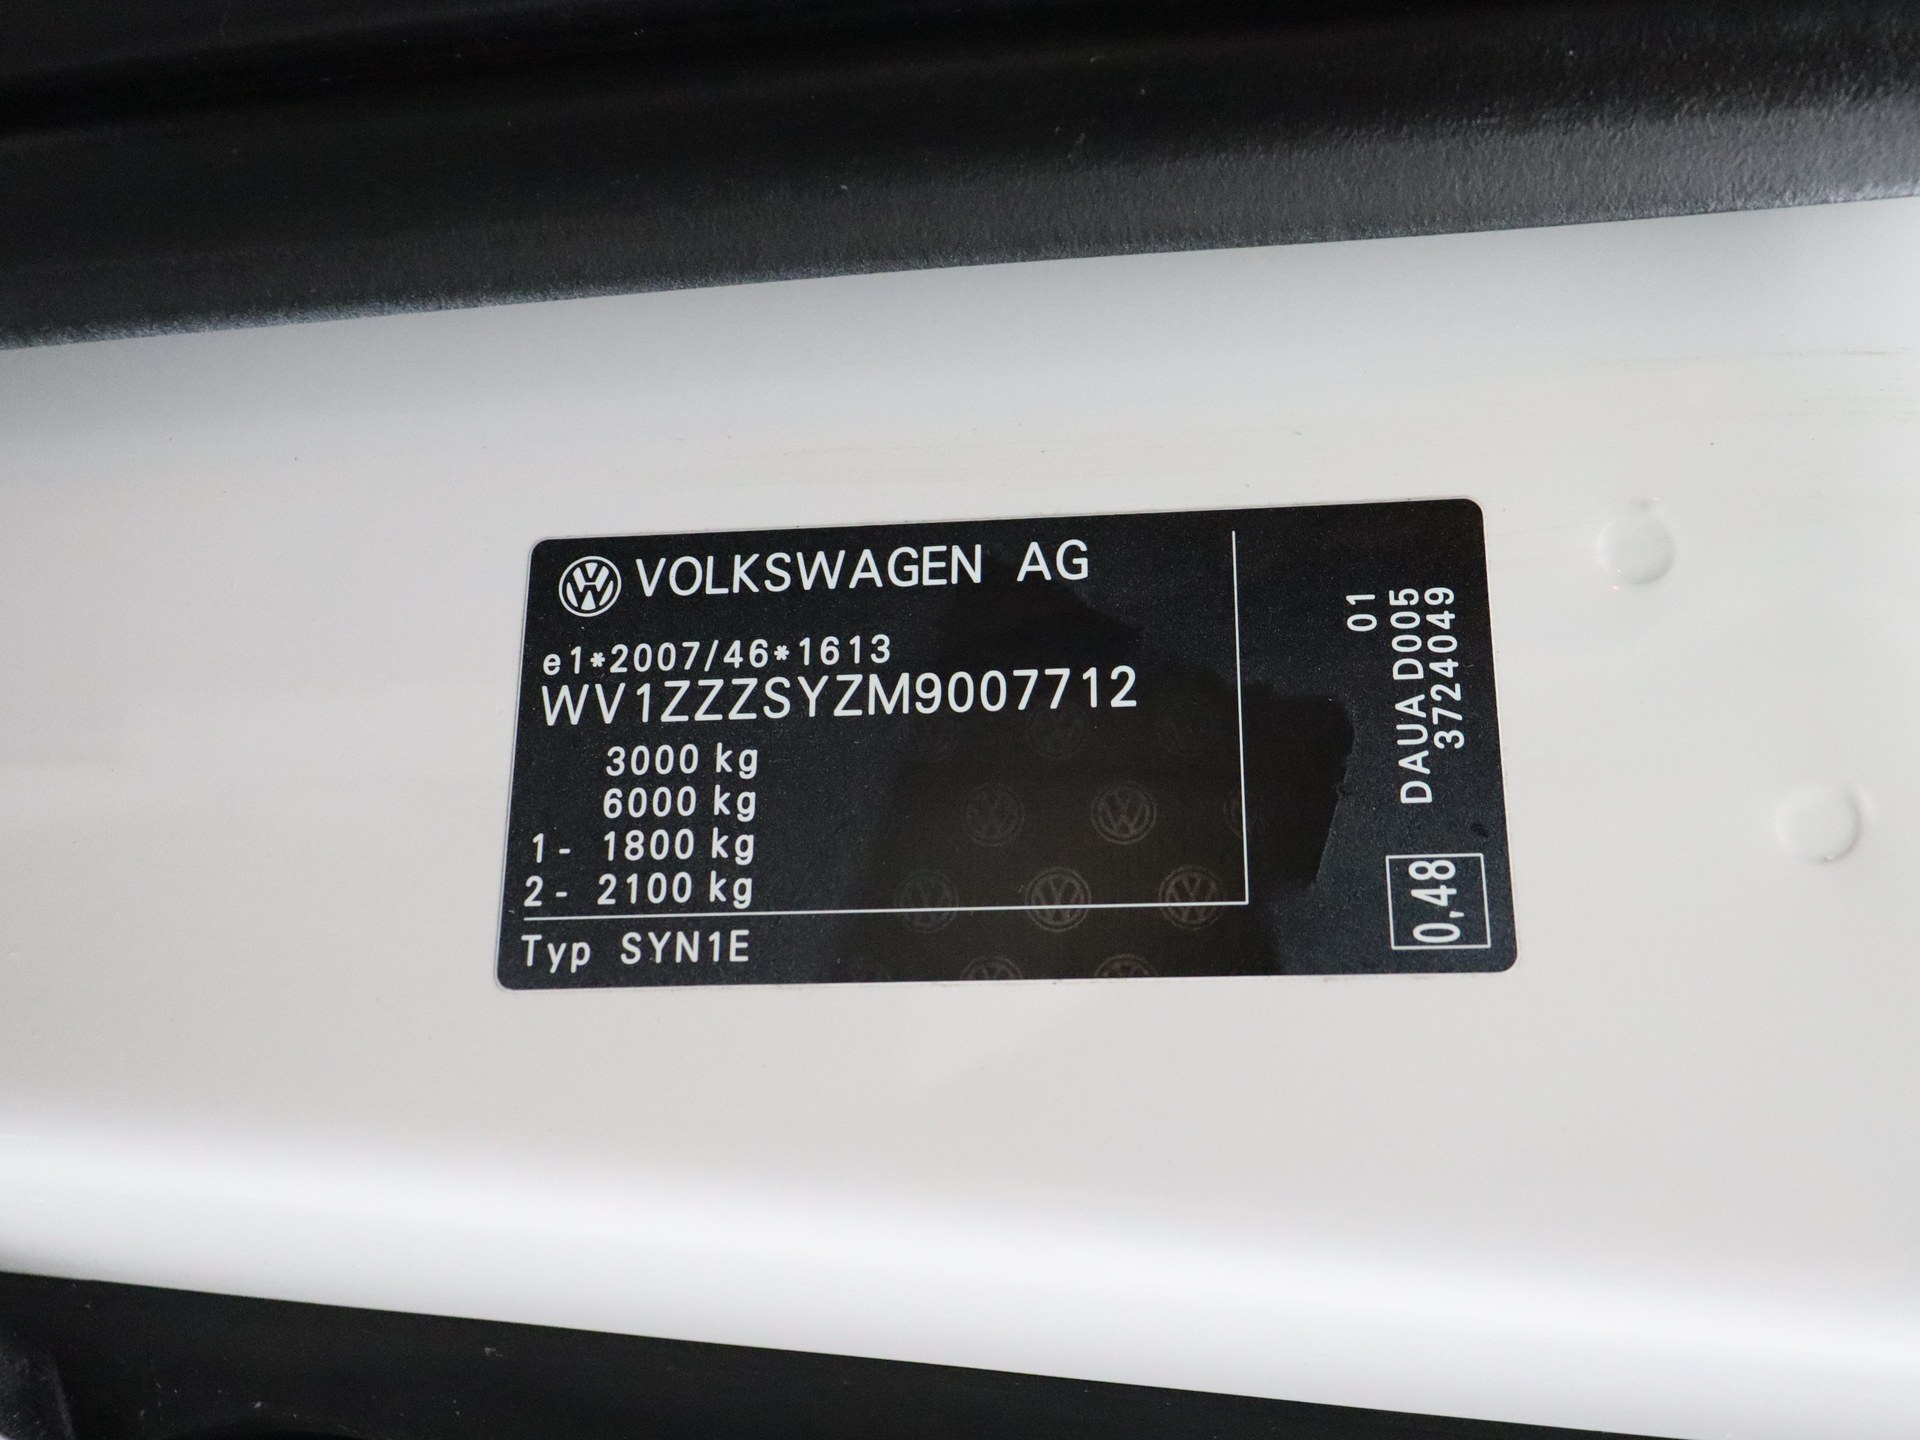 VOLKSWAGEN AG
e1*2007/46*1613
WV1ZZZSYZM9007712
3000 kg
6000 kg
1- 1800 kg
2- 2100 kg
Typ SYN1E
01
DAUA D005
3724049
0,48